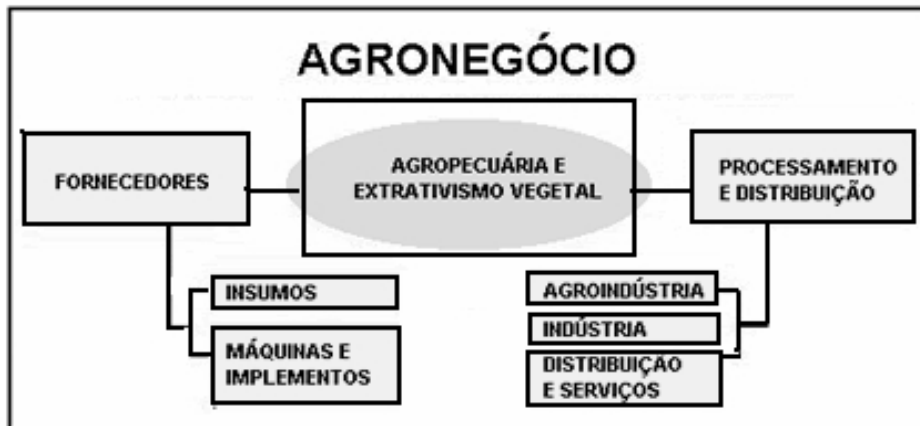 AGRONEGÓCIO
FORNECEDORES
AGROPECUÁRIA E
EXTRATIVISMO VEGETAL
PROCESSAMENTO
E DISTRIBUIÇÃO
INSUMOS
MÁQUINAS E
IMPLEMENTOS
AGROINDÚSTRIA
INDÚSTRIA
DISTRIBUIÇÃO
E SERVIÇOS